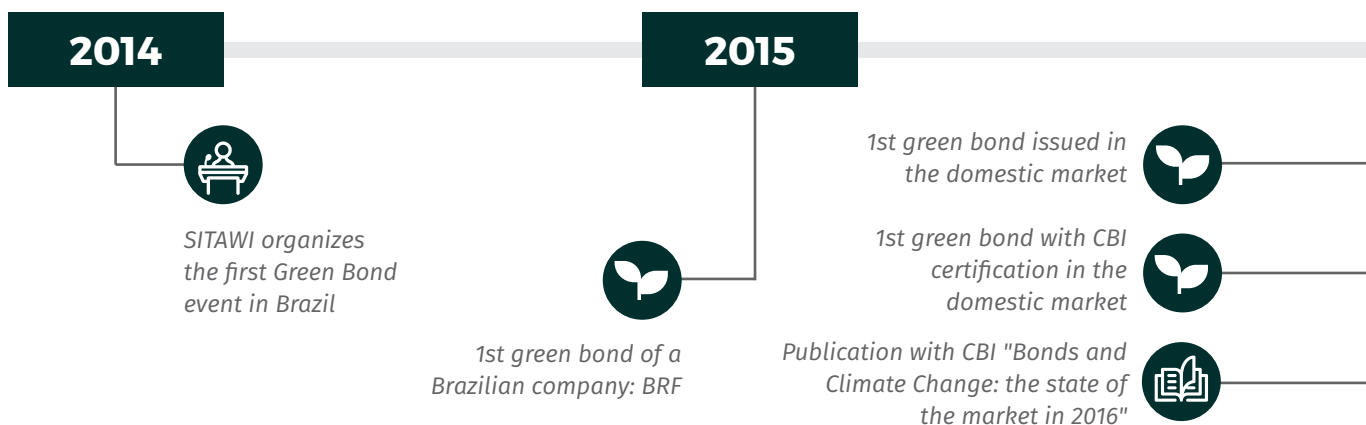 2014
SITAWI organizes
the first Green Bond
event in Brazil
2015
1st green bond of a
Brazilian company: BRF
1st green bond issued in
the domestic market
1st green bond with CBI
certification in the
domestic market
Publication with CBI "Bonds and
Climate Change: the state of
the market in 2016"